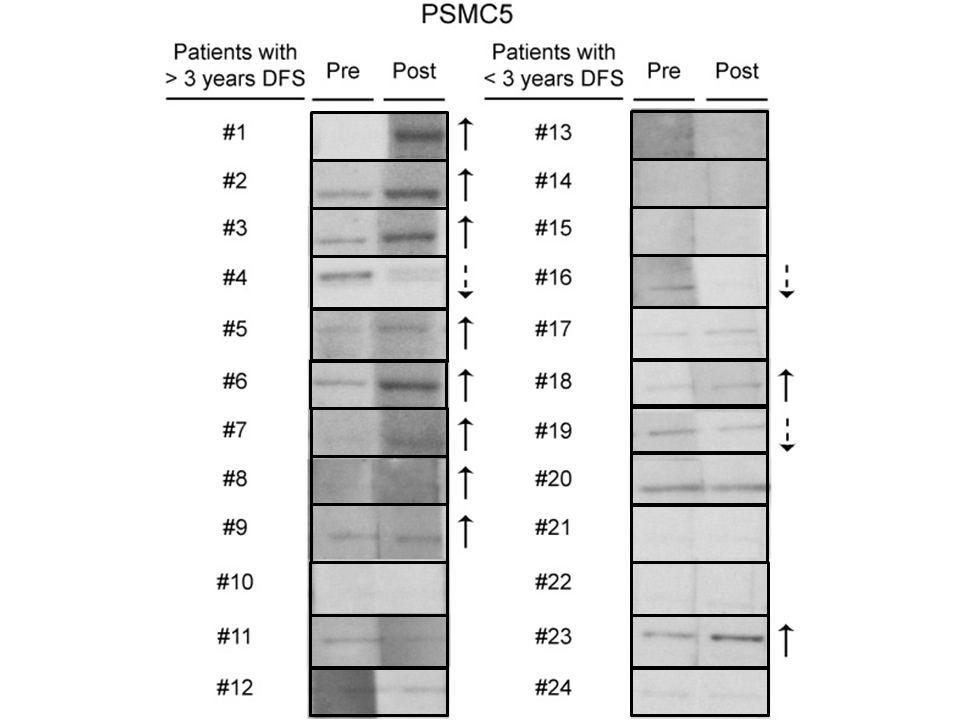 PSMC5
Patients with
> 3 years DFS
Pre
Post
Patients with
< 3 years DFS
Pre
Post
#1
#2
#3
#4
#5
#6
#7
#8
#9
#10
#11
#12
#13
#14
#15
#16
#17
#18
#19
#20
#21
#22
#23
#24